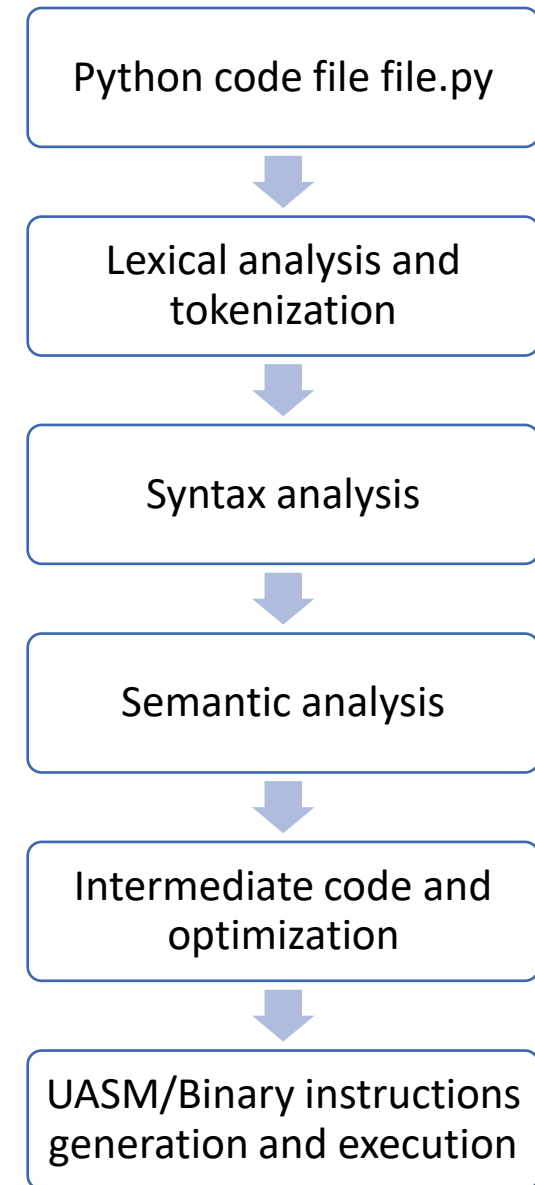 Python code file file.py
Lexical analysis and
tokenization
Syntax analysis
Semantic analysis
Intermediate code and
optimization
UASM/Binary instructions
generation and execution